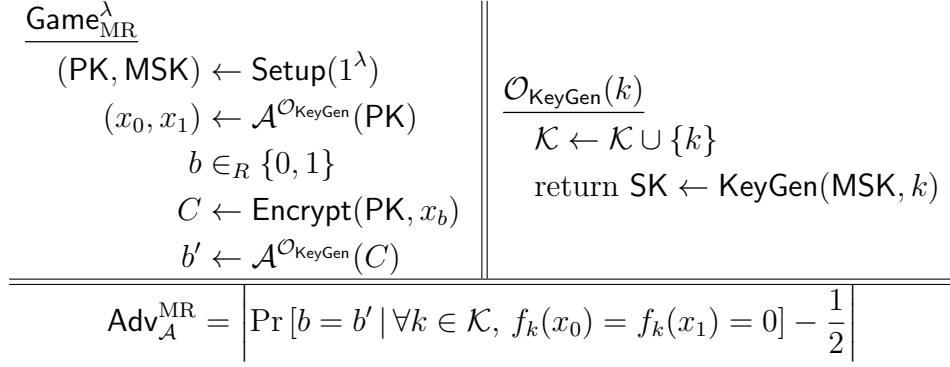 Game^λ_MR
(PK, MSK) ← Setup(1^λ)
(x_0, x_1) ← 𝒜^{𝒪_KeyGen}(PK)
b ∈_R {0, 1}
C ← Encrypt(PK, x_b)
b′ ← 𝒜^{𝒪_KeyGen}(C)
𝒪_KeyGen(k)
𝒦 ← 𝒦 ∪ {k}
return SK ← KeyGen(MSK, k)
Adv^MR_𝒜 = |Pr [b = b′ | ∀k ∈ 𝒦, f_k(x_0) = f_k(x_1) = 0] − 1/2|